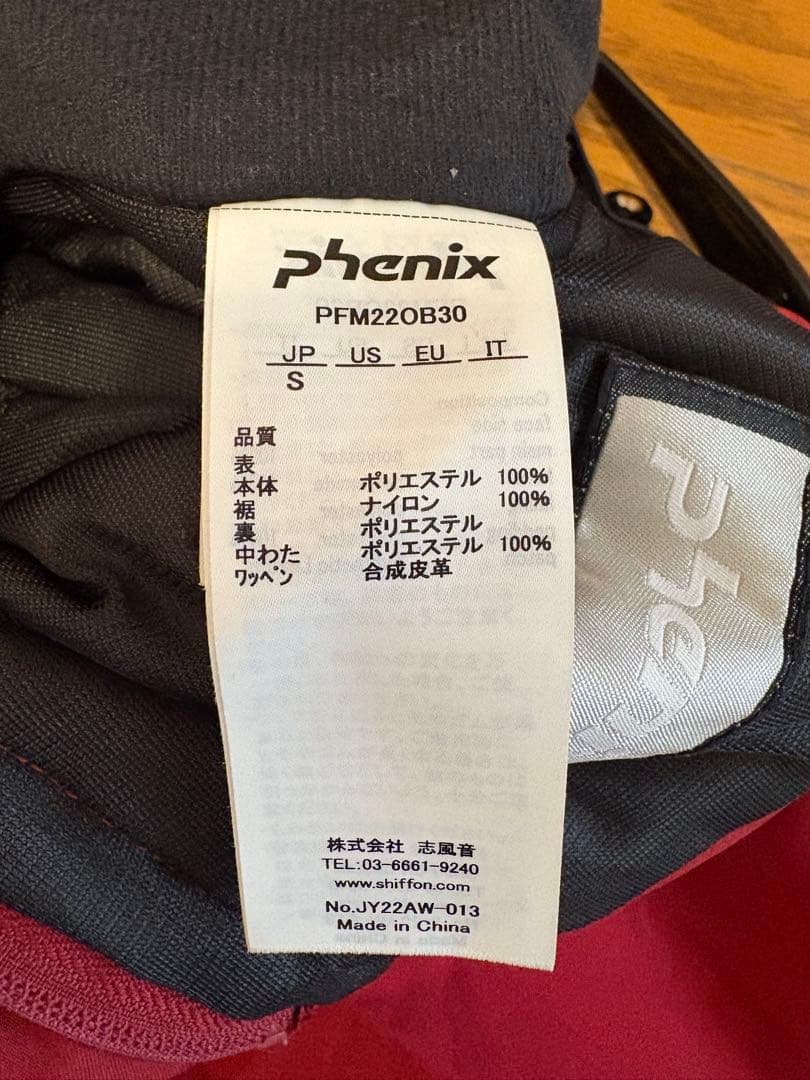 phenix
PFM22OB30
JP US EU IT
S
品質
表
本体 ポリエステル 100%
裾 ナイロン 100%
裏 ポリエステル
中わた ポリエステル 100%
ワッペン 合成皮革
株式会社 志風音
TEL:03-6661-9240
www.shiffon.com
No.JY22AW-013
Made in China
Phe